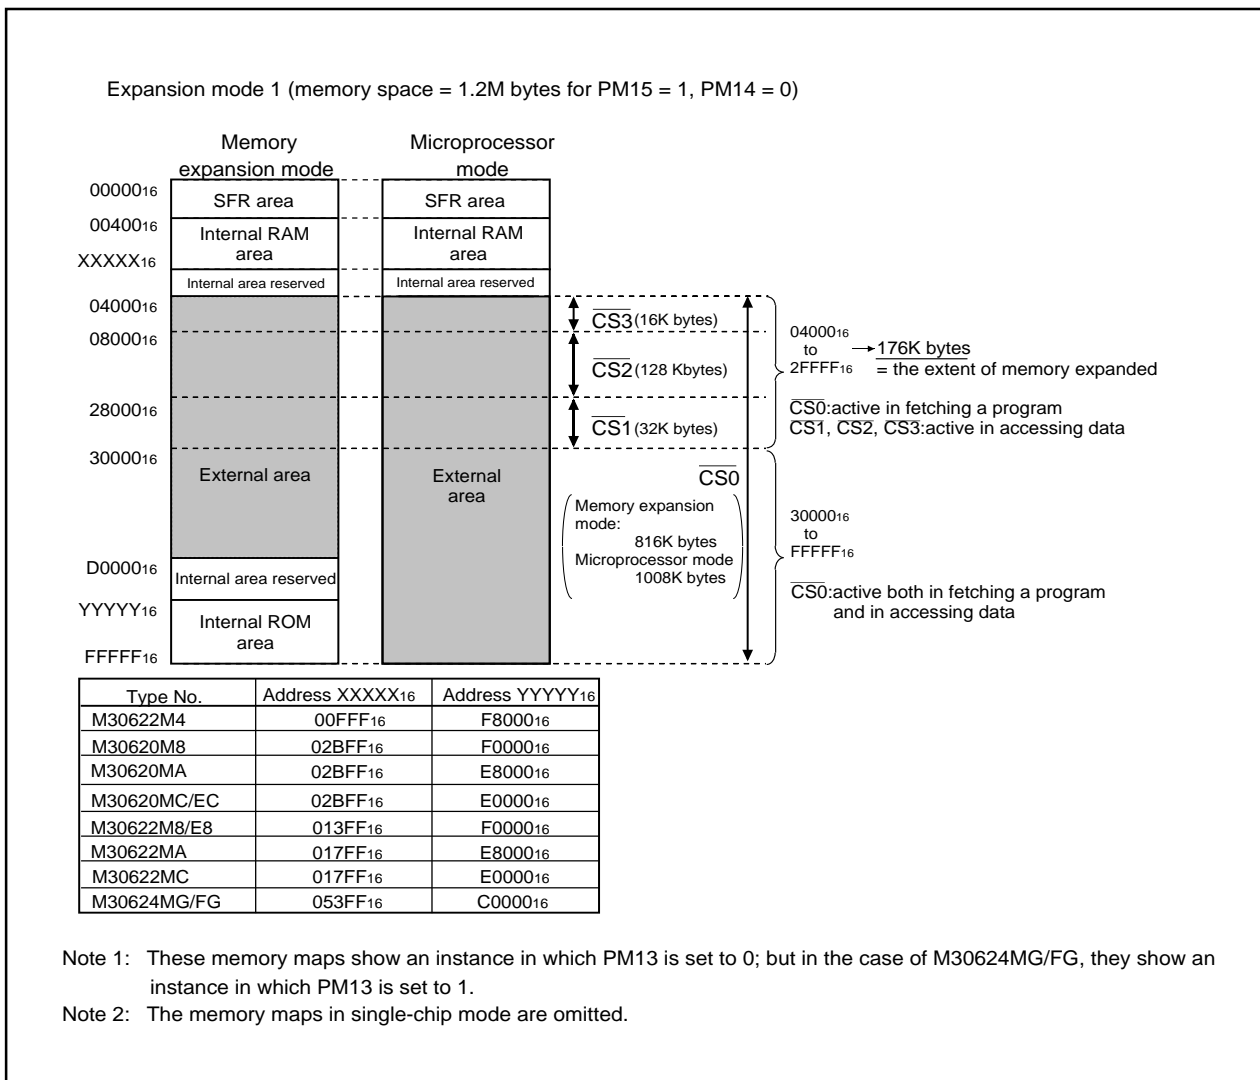 Expansion mode 1 (memory space = 1.2M bytes for PM15 = 1, PM14 = 0)
Memory expansion mode
Microprocessor mode
0000016
SFR area
SFR area
0040016
Internal RAM area
Internal RAM area
XXXXX16
Internal area reserved
Internal area reserved
0400016
CS3 (16K bytes)
0800016
CS2 (128 Kbytes)
2800016
CS1 (32K bytes)
3000016
External area
External area
CS0
Memory expansion mode:
816K bytes
Microprocessor mode
1008K bytes
D000016
Internal area reserved
YYYYY16
Internal ROM area
FFFFF16
0400016
to
2FFFF16
176K bytes
= the extent of memory expanded
CS0:active in fetching a program
CS1, CS2, CS3:active in accessing data
3000016
to
FFFFF16
CS0:active both in fetching a program
and in accessing data
Type No. Address XXXXX16 Address YYYYY16
M30622M4 00FFF16 F800016
M30620M8 02BFF16 F000016
M30620MA 02BFF16 E800016
M30620MC/EC 02BFF16 E000016
M30622M8/E8 013FF16 F000016
M30622MA 017FF16 E800016
M30622MC 017FF16 E000016
M30624MG/FG 053FF16 C000016
Note 1: These memory maps show an instance in which PM13 is set to 0; but in the case of M30624MG/FG, they show an
instance in which PM13 is set to 1.
Note 2: The memory maps in single-chip mode are omitted.